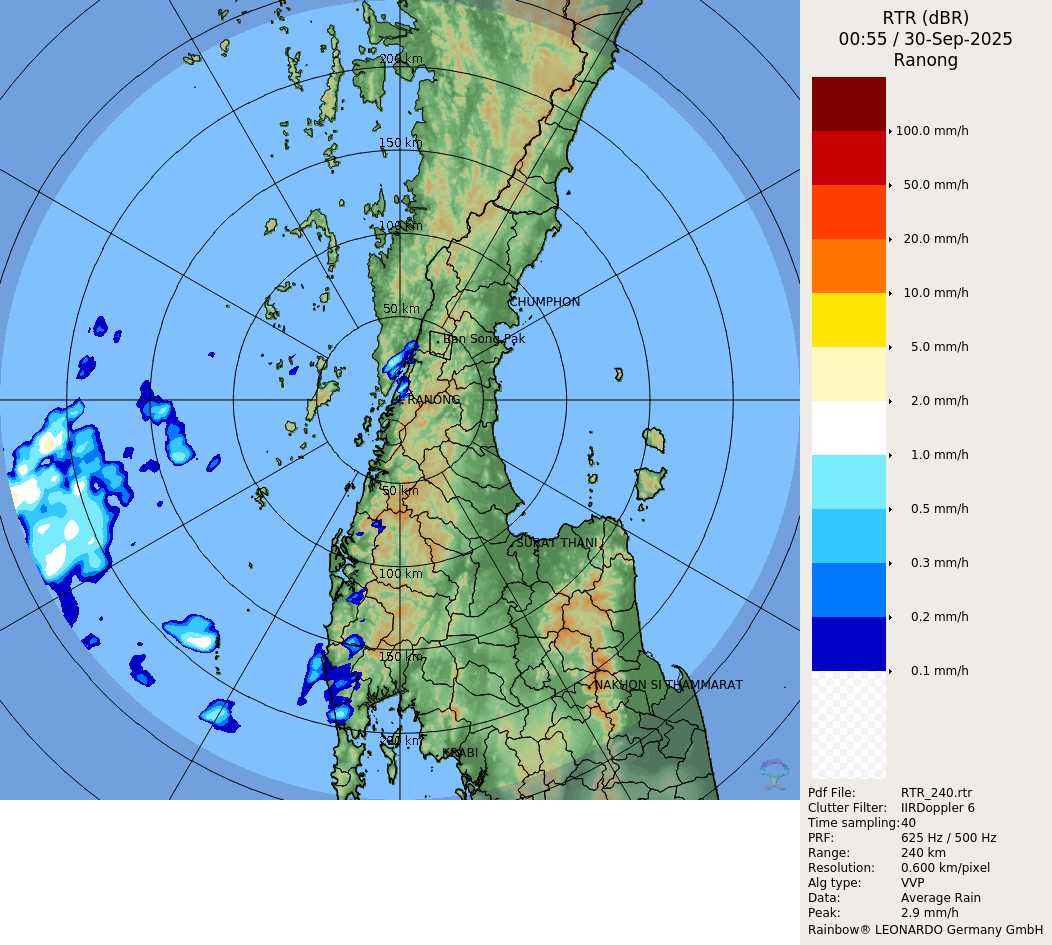 RTR (dBR)
00:55 / 30-Sep-2025
Ranong
200 km
150 km
100 km
50 km
CHUMPHON
Ban Song Pak
RANONG
50 km
SURAT THANI
100 km
150 km
NAKHON SI THAMMARAT
200 km
KRABI
100.0 mm/h
50.0 mm/h
20.0 mm/h
10.0 mm/h
5.0 mm/h
2.0 mm/h
1.0 mm/h
0.5 mm/h
0.3 mm/h
0.2 mm/h
0.1 mm/h
Pdf File: RTR_240.rtr
Clutter Filter: IIRDoppler 6
Time sampling: 40
PRF: 625 Hz / 500 Hz
Range: 240 km
Resolution: 0.600 km/pixel
Alg type: VVP
Data: Average Rain
Peak: 2.9 mm/h
Rainbow® LEONARDO Germany GmbH